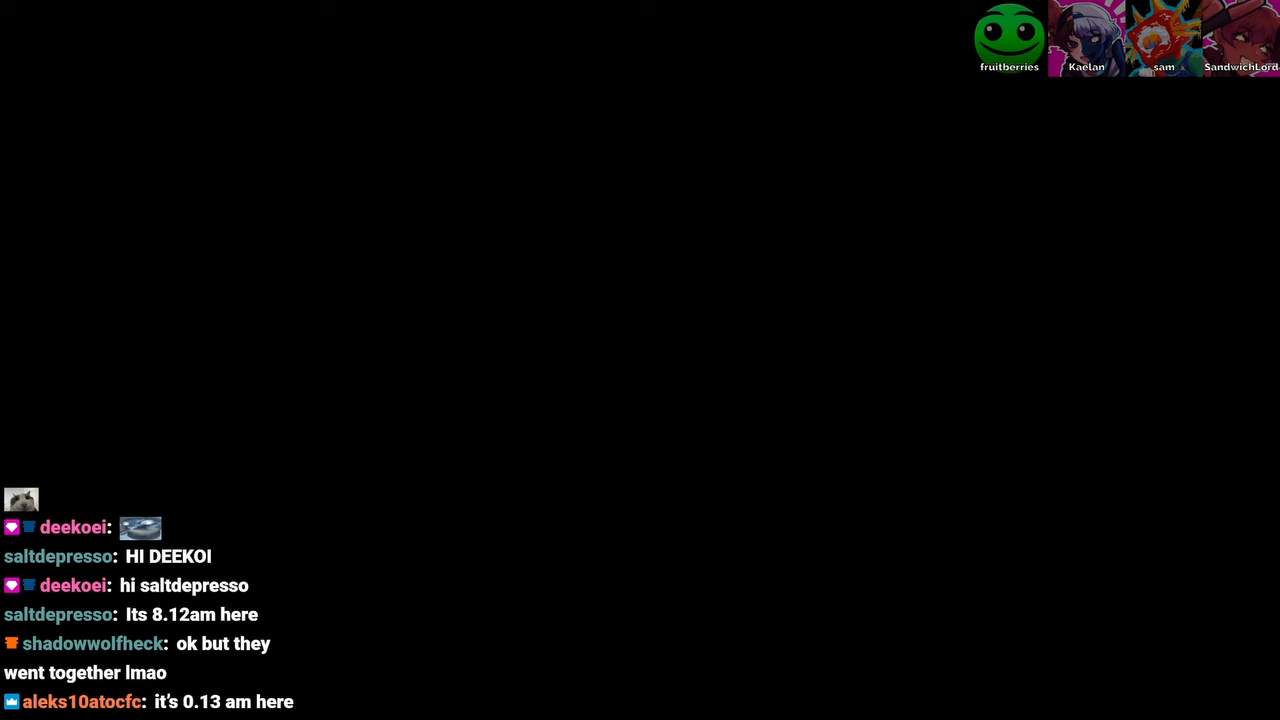 fruitberries Kaelan sam SandwichLord
deekoei:
saltdepresso: HI DEEKOI
deekoei: hi saltdepresso
saltdepresso: Its 8.12am here
shadowwolfheck: ok but they
went together lmao
aleks10atocfc: it's 0.13 am here